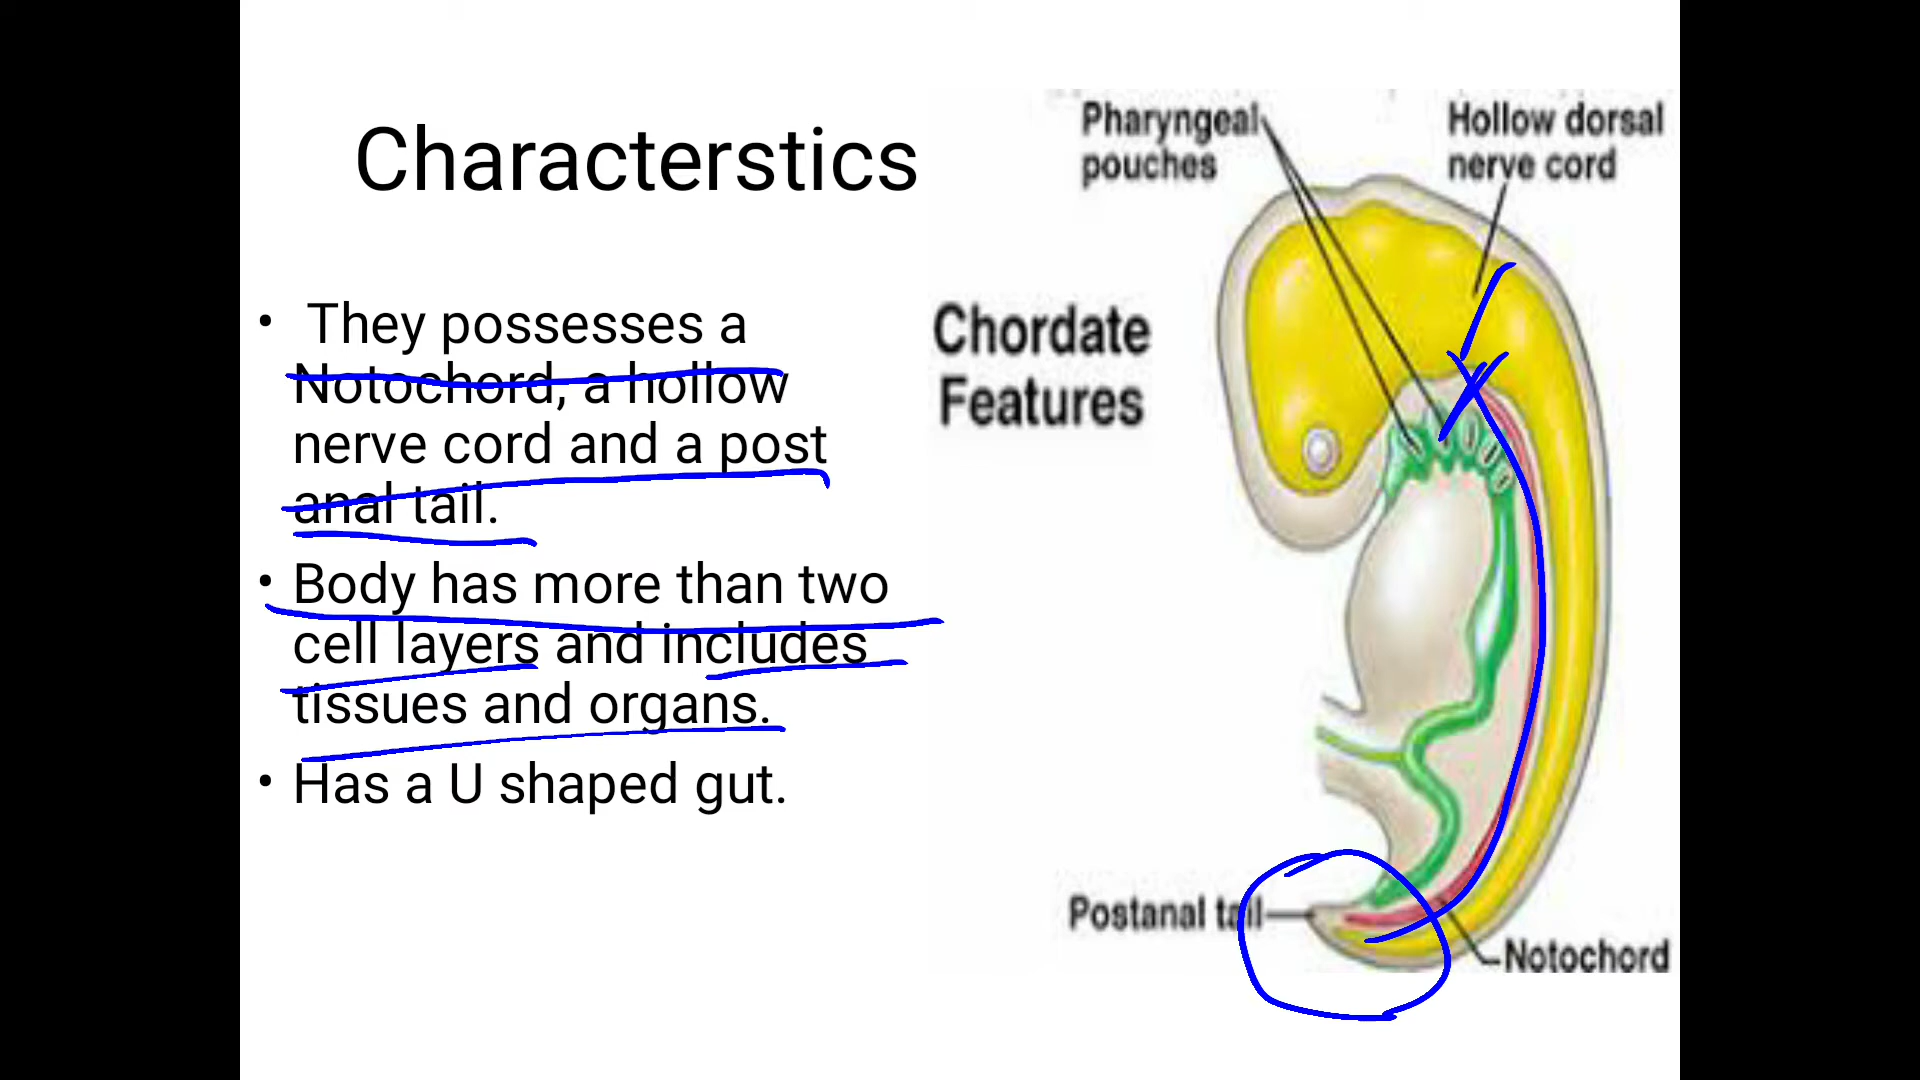 Characterstics
• They possesses a
Notochord, a hollow
nerve cord and a post
anal tail.
• Body has more than two
cell layers and includes
tissues and organs.
• Has a U shaped gut.
Pharyngeal
pouches
Hollow dorsal
nerve cord
Chordate
Features
Postanal tail
Notochord